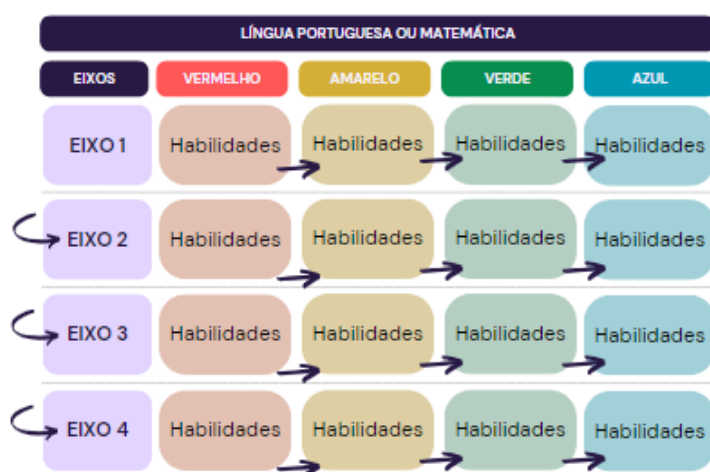 LÍNGUA PORTUGUESA OU MATEMÁTICA
EIXOS VERMELHO AMARELO VERDE AZUL
EIXO 1 Habilidades Habilidades Habilidades Habilidades
EIXO 2 Habilidades Habilidades Habilidades Habilidades
EIXO 3 Habilidades Habilidades Habilidades Habilidades
EIXO 4 Habilidades Habilidades Habilidades Habilidades